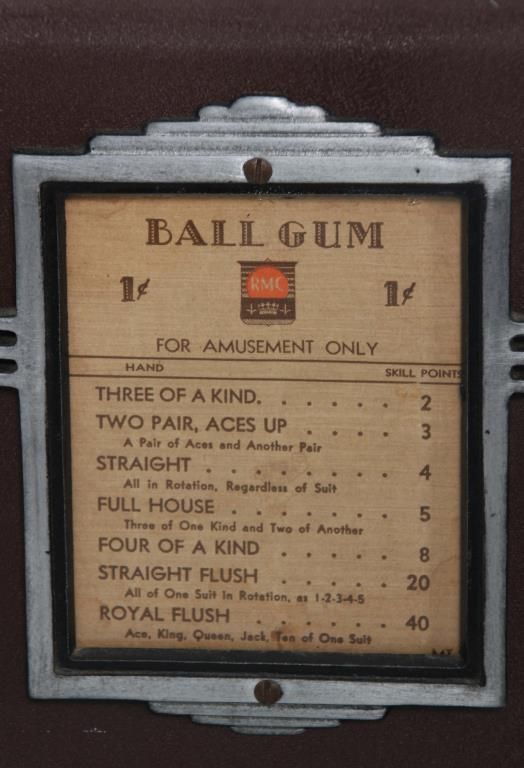 BALL GUM
1¢ RMC 1¢
FOR AMUSEMENT ONLY
HAND SKILL POINTS
THREE OF A KIND. . . . . . 2
TWO PAIR, ACES UP . . . . 3
A Pair of Aces and Another Pair
STRAIGHT . . . . . . . . 4
All in Rotation, Regardless of Suit
FULL HOUSE . . . . . . . 5
Three of One Kind and Two of Another
FOUR OF A KIND . . . . . 8
STRAIGHT FLUSH . . . . . 20
All of One Suit in Rotation, as 1-2-3-4-5
ROYAL FLUSH . . . . . . 40
Ace, King, Queen, Jack, Ten of One Suit